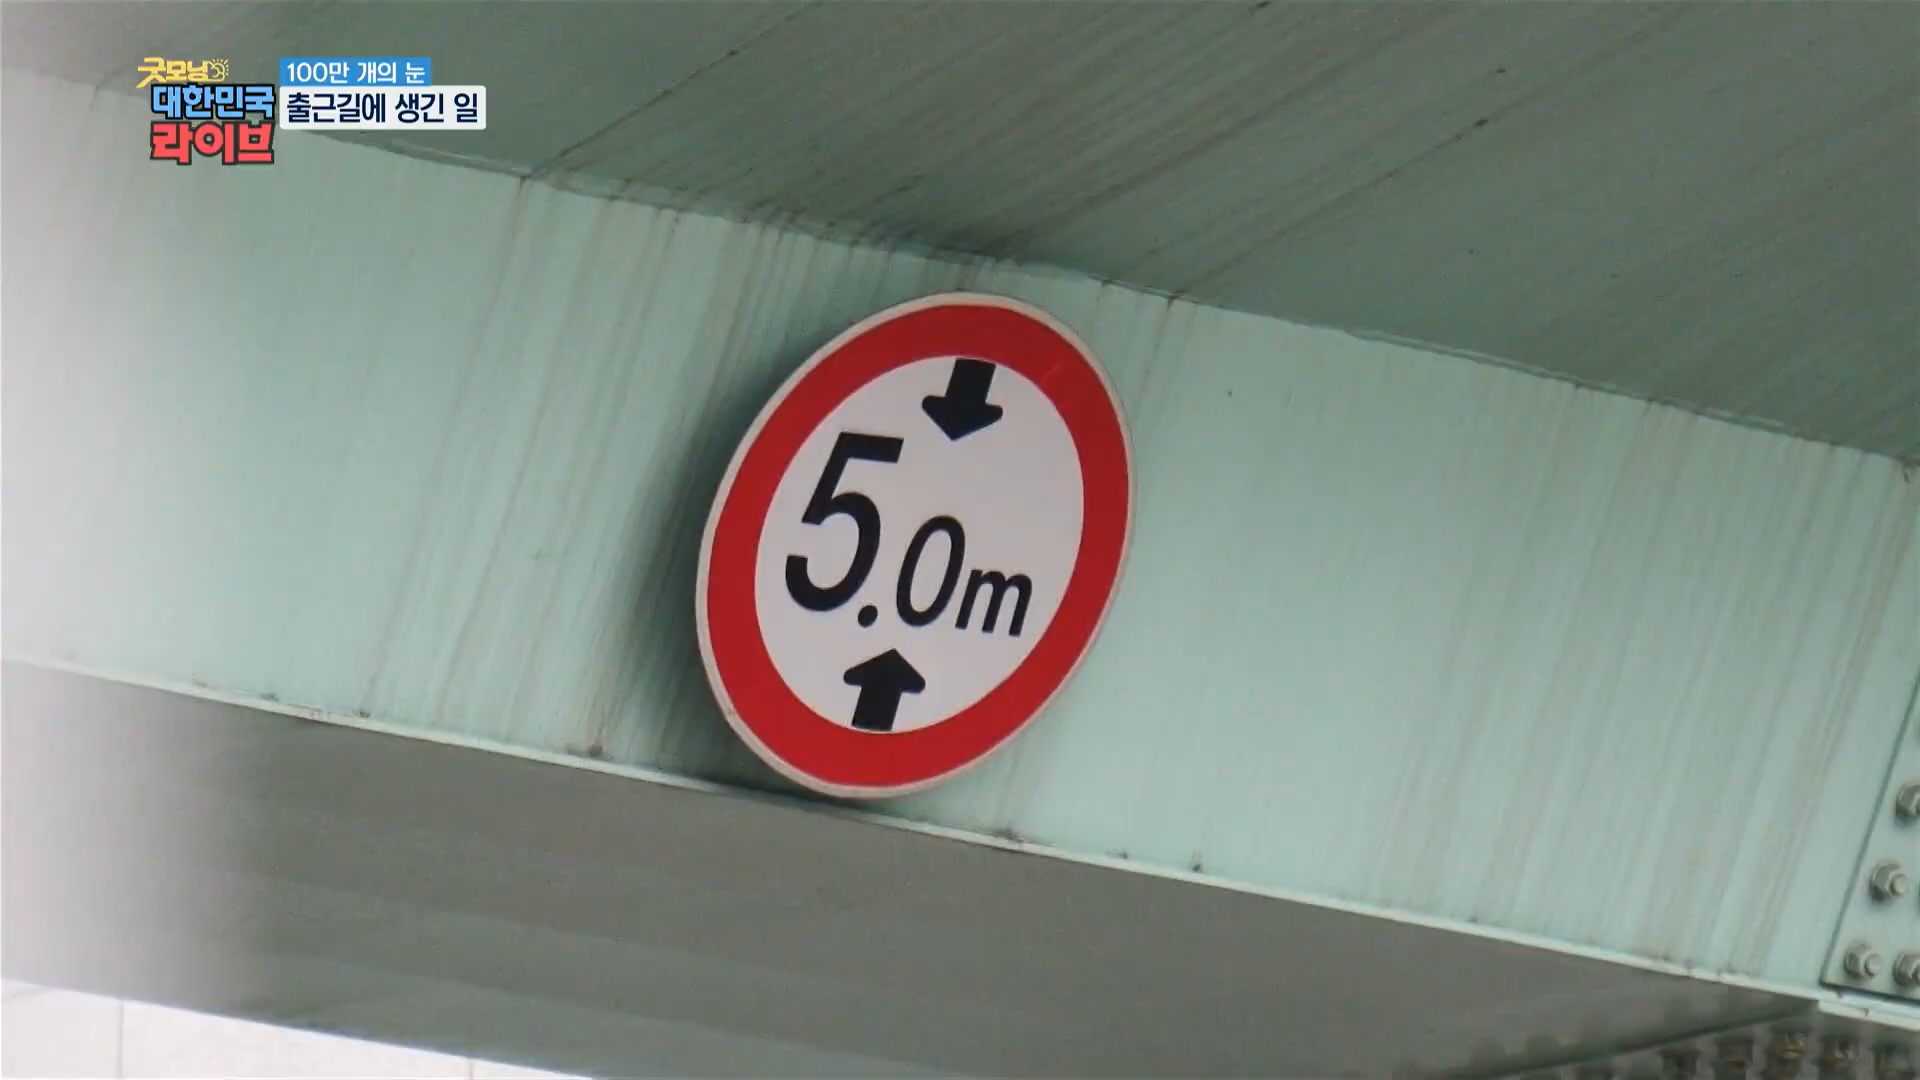 굿모닝
대한민국
라이브
100만 개의 눈
출근길에 생긴 일
5.0m